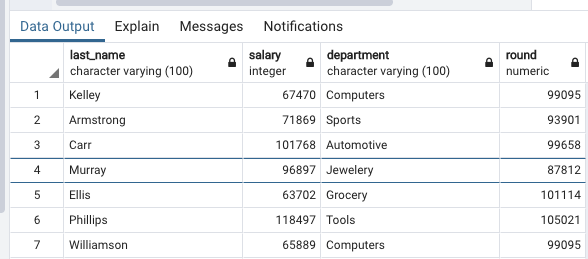 Data Output Explain Messages Notifications
last_name salary department round
character varying (100) integer character varying (100) numeric
1 Kelley 67470 Computers 99095
2 Armstrong 71869 Sports 93901
3 Carr 101768 Automotive 99658
4 Murray 96897 Jewelery 87812
5 Ellis 63702 Grocery 101114
6 Phillips 118497 Tools 105021
7 Williamson 65889 Computers 99095